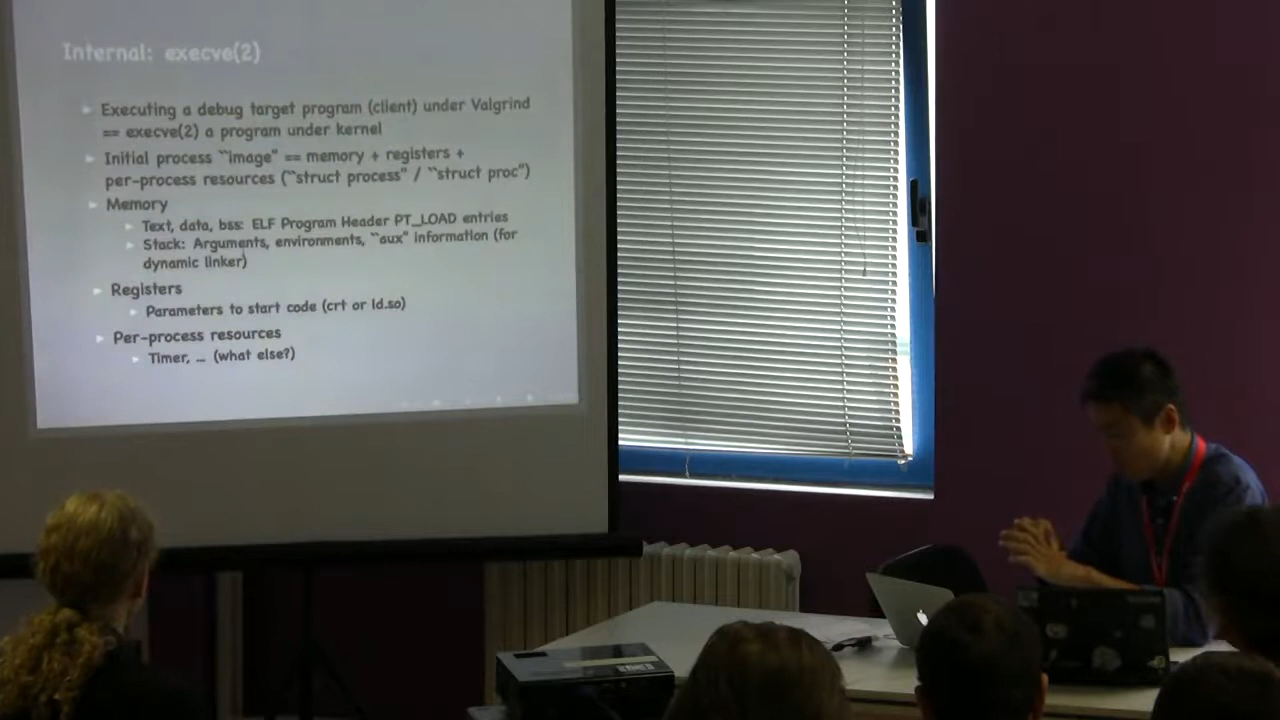 Internal: execve(2)
Executing a debug target program (client) under Valgrind
== execve(2) a program under kernel
Initial process ``image" == memory + registers +
per-process resources (``struct process" / ``struct proc")
Memory
Text, data, bss: ELF Program Header PT_LOAD entries
Stack: Arguments, environments, ``aux" information (for
dynamic linker)
Registers
Parameters to start code (crt or ld.so)
Per-process resources
Timer, … (what else?)